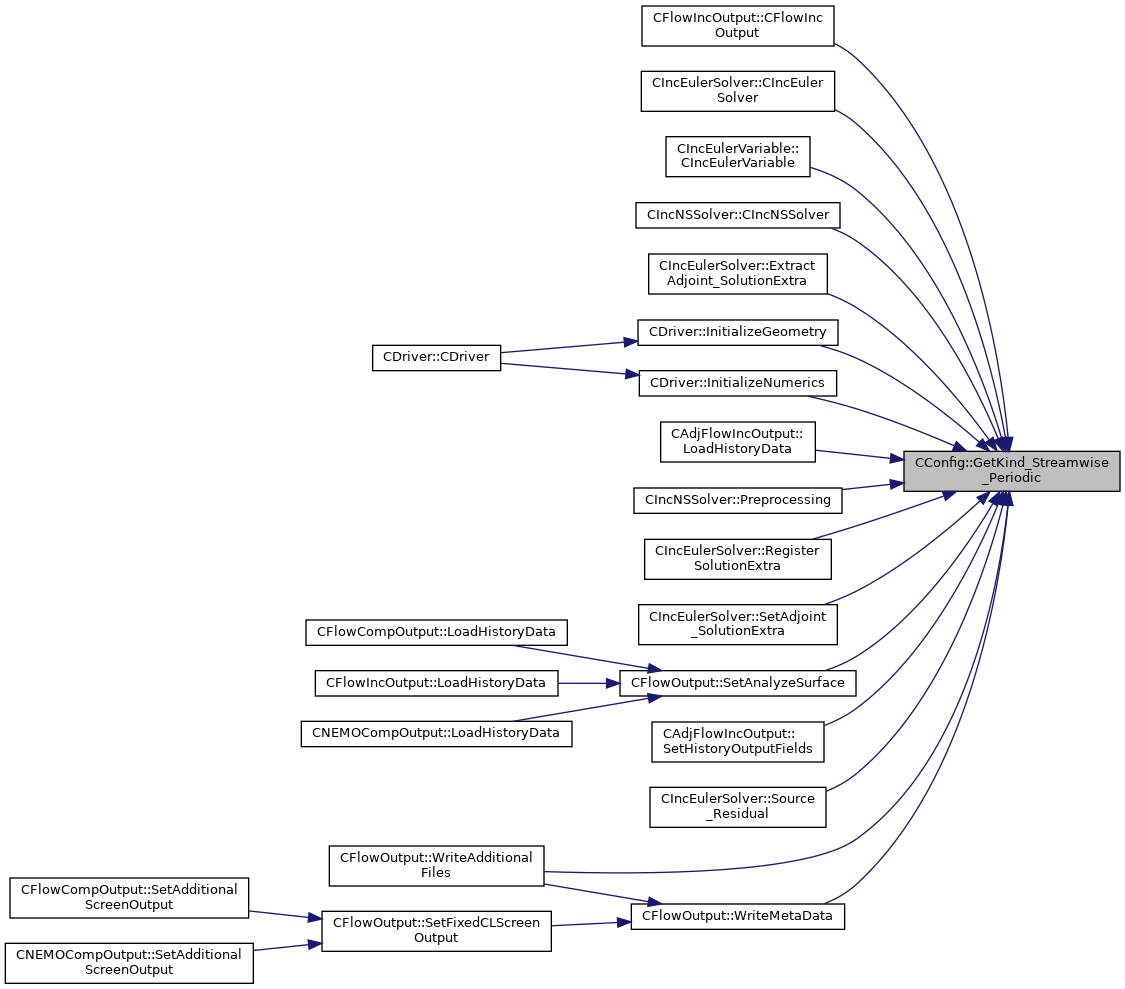 CFlowIncOutput::CFlowInc
Output
CIncEulerSolver::CIncEuler
Solver
CIncEulerVariable::
CIncEulerVariable
CIncNSSolver::CIncNSSolver
CIncEulerSolver::Extract
Adjoint_SolutionExtra
CDriver::InitializeGeometry
CDriver::CDriver
CDriver::InitializeNumerics
CAdjFlowIncOutput::
LoadHistoryData
CConfig::GetKind_Streamwise
_Periodic
CIncNSSolver::Preprocessing
CIncEulerSolver::Register
SolutionExtra
CIncEulerSolver::SetAdjoint
_SolutionExtra
CFlowCompOutput::LoadHistoryData
CFlowIncOutput::LoadHistoryData
CFlowOutput::SetAnalyzeSurface
CNEMOCompOutput::LoadHistoryData
CAdjFlowIncOutput::
SetHistoryOutputFields
CIncEulerSolver::Source
_Residual
CFlowOutput::WriteAdditional
Files
CFlowCompOutput::SetAdditional
ScreenOutput
CFlowOutput::SetFixedCLScreen
Output
CFlowOutput::WriteMetaData
CNEMOCompOutput::SetAdditional
ScreenOutput